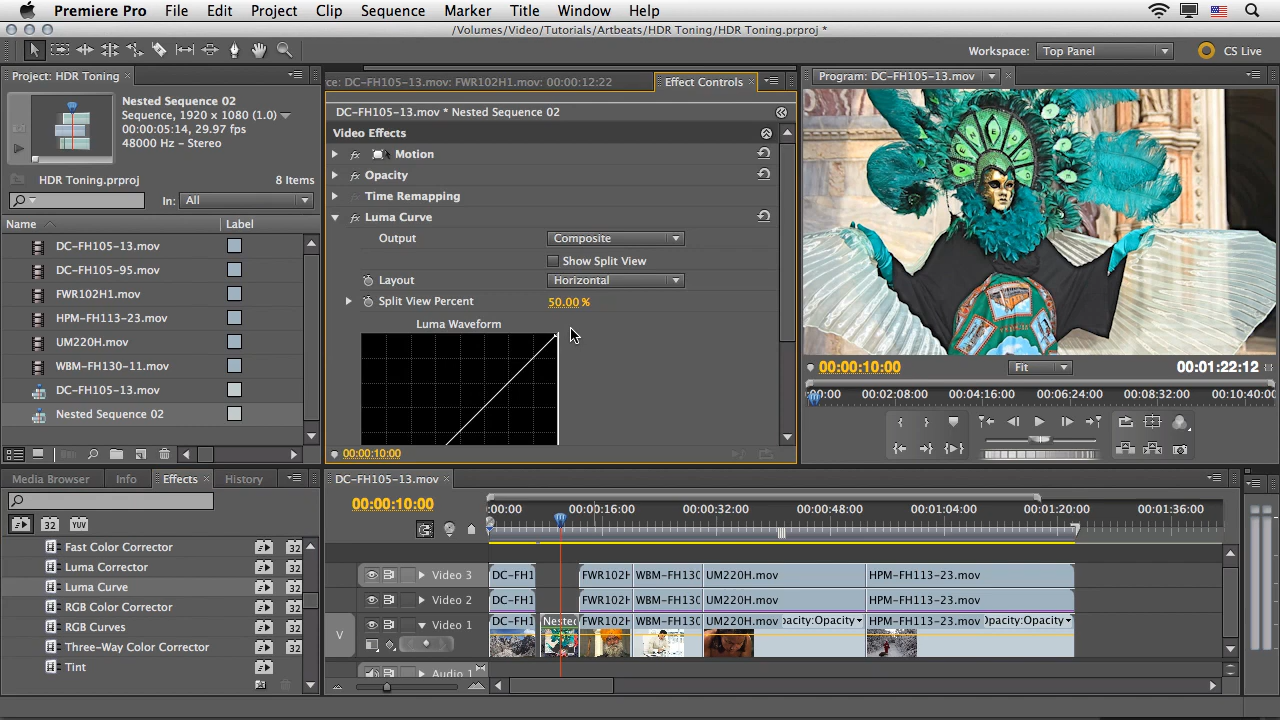 Premiere Pro File Edit Project Clip Sequence Marker Title Window Help
/Volumes/Video/Tutorials/Artbeats/HDR Toning/HDR Toning.prproj *
Workspace: Top Panel CS Live
Project: HDR Toning
Nested Sequence 02
Sequence, 1920 x 1080 (1.0)
00:00:05:14, 29.97 fps
48000 Hz - Stereo
HDR Toning.prproj 8 Items
In: All
Name Label
DC-FH105-13.mov
DC-FH105-95.mov
FWR102H1.mov
HPM-FH113-23.mov
UM220H.mov
WBM-FH130-11.mov
DC-FH105-13.mov
Nested Sequence 02
ce: DC-FH105-13.mov: FWR102H1.mov: 00:00:12:22 Effect Controls
DC-FH105-13.mov * Nested Sequence 02
Video Effects
fx Motion
fx Opacity
Time Remapping
fx Luma Curve
Output Composite
Show Split View
Layout Horizontal
Split View Percent 50.00 %
Luma Waveform
00:00:10:00
Program: DC-FH105-13.mov
00:00:10:00 Fit 00:01:22:12
00:00 00:02:08:00 00:04:16:00 00:06:24:00 00:08:32:00 00:10:40:00
Media Browser Info Effects History
32 YUV
Fast Color Corrector 32
Luma Corrector 32
Luma Curve 32
RGB Color Corrector 32
RGB Curves 32
Three-Way Color Corrector 32
Tint 32
DC-FH105-13.mov
00:00:10:00
:00:00 00:00:16:00 00:00:32:00 00:00:48:00 00:01:04:00 00:01:20:00 00:01:36:00
Video 3 DC-FH1 FWR102H WBM-FH130 UM220H.mov HPM-FH113-23.mov
Video 2 DC-FH1 FWR102H WBM-FH130 UM220H.mov HPM-FH113-23.mov
V Video 1 DC-FH1 Nested FWR102H WBM-FH130 UM220H.mov pacity:Opacity HPM-FH113-23.mov Opacity:Opacity
Audio 1